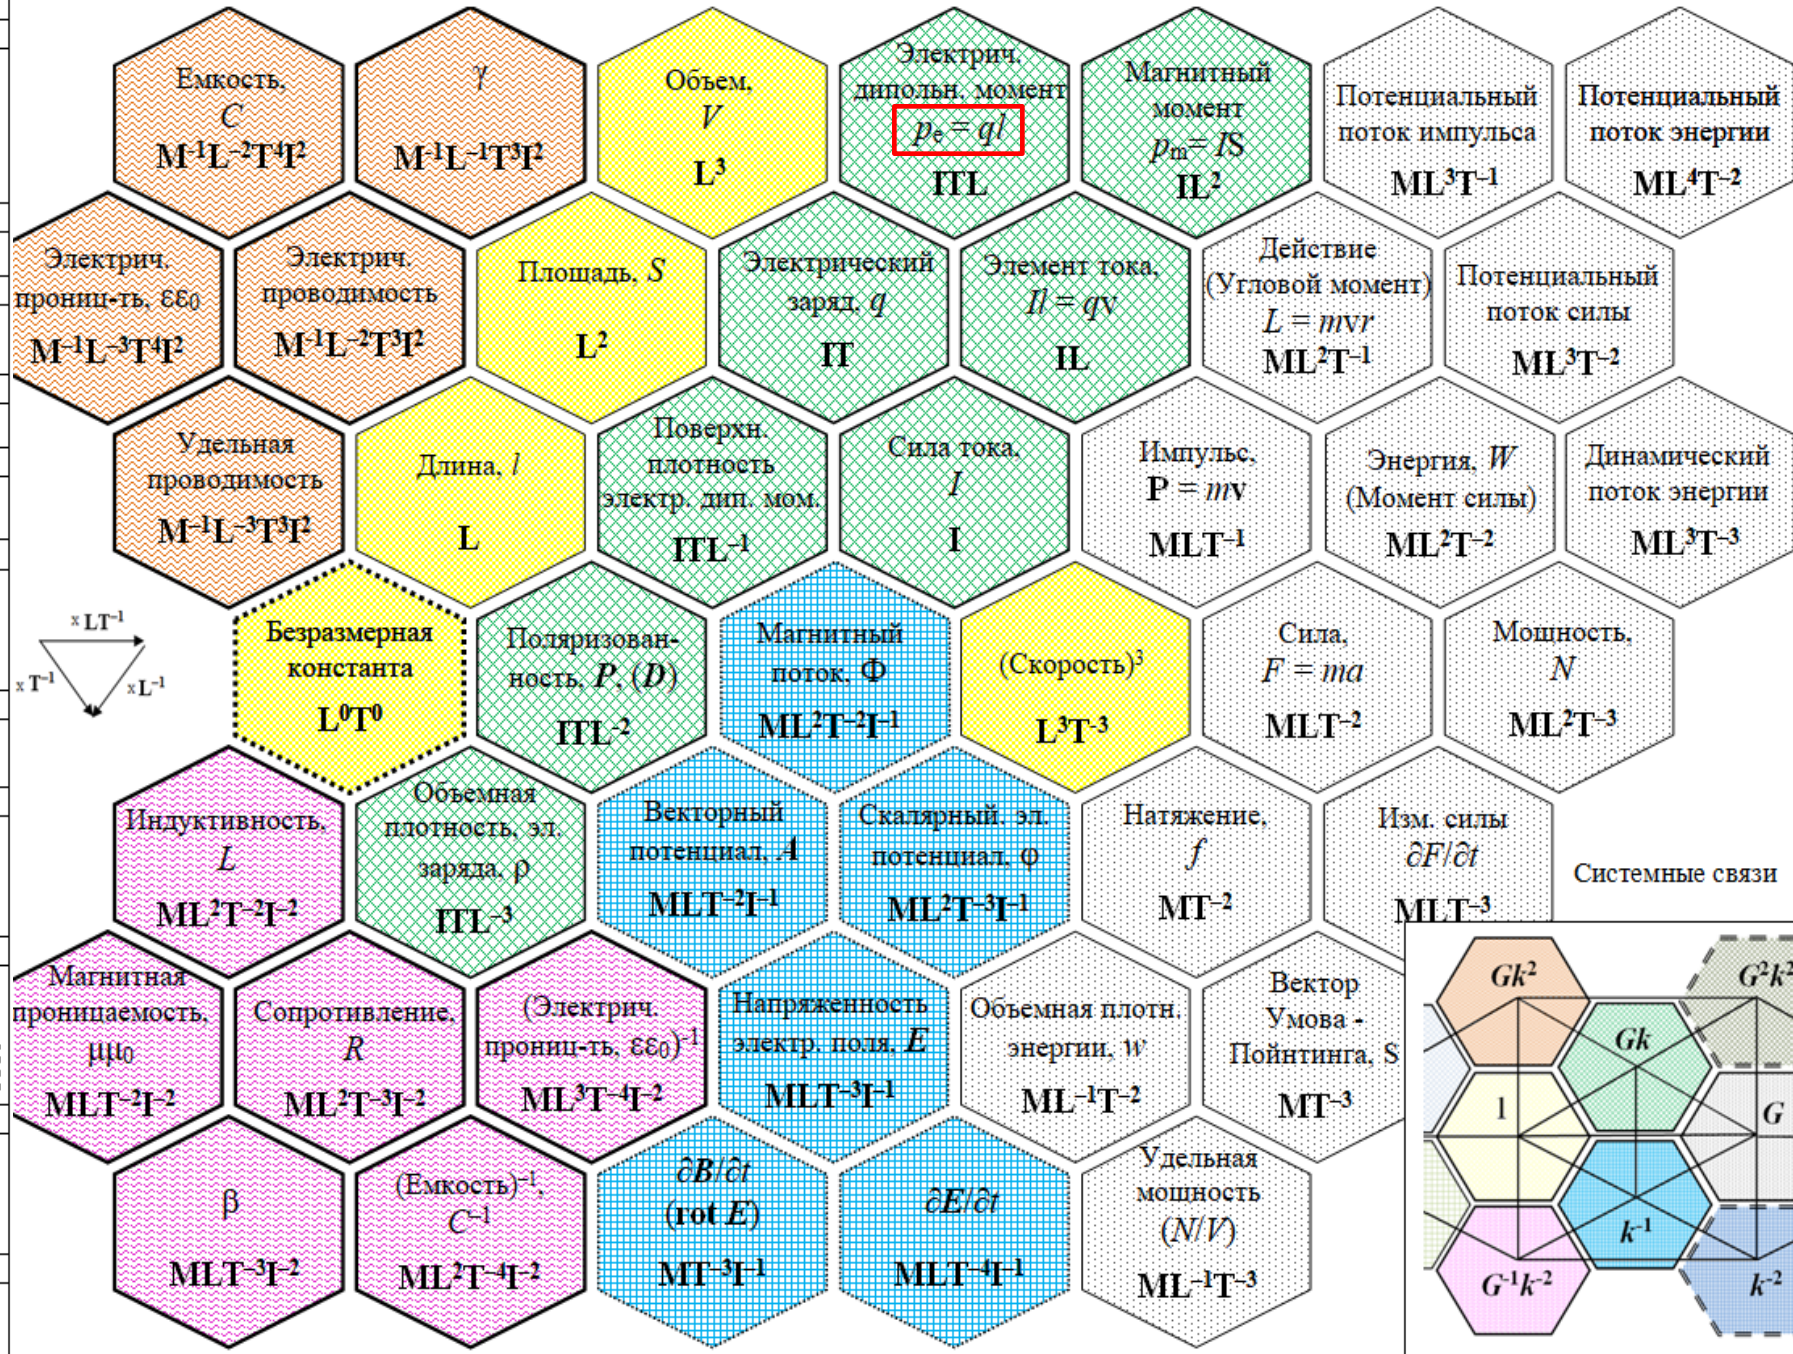 Емкость,
C
M⁻¹L⁻²T⁴I²
γ
M⁻¹L⁻¹T³I²
Объем,
V
L³
Электрич.
дипольн. момент
pₑ = ql
ITL
Магнитный
момент
pₘ= IS
IL²
Потенциальный
поток импульса
ML³T⁻¹
Потенциальный
поток энергии
ML⁴T⁻²
Электрич.
прониц-ть, εε₀
M⁻¹L⁻³T⁴I²
Электрич.
проводимость
M⁻¹L⁻²T³I²
Площадь, S
L²
Электрический
заряд, q
IT
Элемент тока,
Il = qv
IL
Действие
(Угловой момент)
L = mvr
ML²T⁻¹
Потенциальный
поток силы
ML³T⁻²
Удельная
проводимость
M⁻¹L⁻³T³I²
Длина, l
L
Поверхн.
плотность
электр. дип. мом.
ITL⁻¹
Сила тока,
I
I
Импульс,
P = mv
MLT⁻¹
Энергия, W
(Момент силы)
ML²T⁻²
Динамический
поток энергии
ML³T⁻³
x LT⁻¹
x T⁻¹
x L⁻¹
Безразмерная
константа
L⁰T⁰
Поляризован-
ность, P, (D)
ITL⁻²
Магнитный
поток, Φ
ML²T⁻²I⁻¹
(Скорость)³
L³T⁻³
Сила,
F = ma
MLT⁻²
Мощность,
N
ML²T⁻³
Индуктивность,
L
ML²T⁻²I⁻²
Объемная
плотность, эл.
заряда, ρ
ITL⁻³
Векторный
потенциал, A
MLT⁻²I⁻¹
Скалярный. эл.
потенциал, φ
ML²T⁻³I⁻¹
Натяжение,
f
MT⁻²
Изм. силы
∂F/∂t
MLT⁻³
Системные связи
Магнитная
проницаемость,
μμ₀
MLT⁻²I⁻²
Сопротивление,
R
ML²T⁻³I⁻²
(Электрич.
прониц-ть, εε₀)⁻¹
ML³T⁻⁴I⁻²
Напряженность
электр. поля, E
MLT⁻³I⁻¹
Объемная плотн.
энергии, w
ML⁻¹T⁻²
Вектор
Умова -
Пойнтинга, S
MT⁻³
β
MLT⁻³I⁻²
(Емкость)⁻¹,
C⁻¹
ML²T⁻⁴I⁻²
∂B/∂t
(rot E)
MT⁻³I⁻¹
∂E/∂t
MLT⁻⁴I⁻¹
Удельная
мощность
(N/V)
ML⁻¹T⁻³
Gk²
G²k²
Gk
1
G
k⁻¹
G⁻¹k⁻²
k⁻²